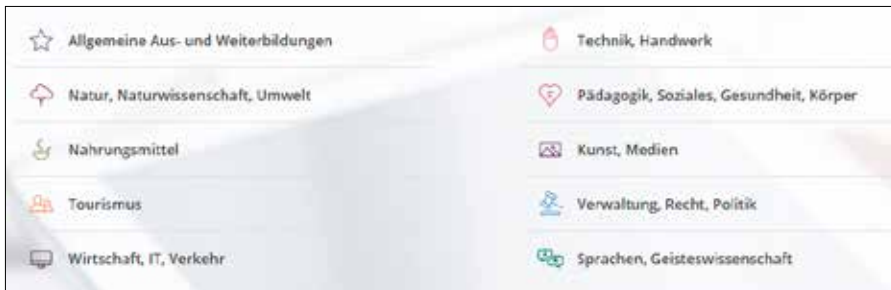 Allgemeine Aus- und Weiterbildungen
Natur, Naturwissenschaft, Umwelt
Nahrungsmittel
Tourismus
Wirtschaft, IT, Verkehr
Technik, Handwerk
Pädagogik, Soziales, Gesundheit, Körper
Kunst, Medien
Verwaltung, Recht, Politik
Sprachen, Geisteswissenschaft